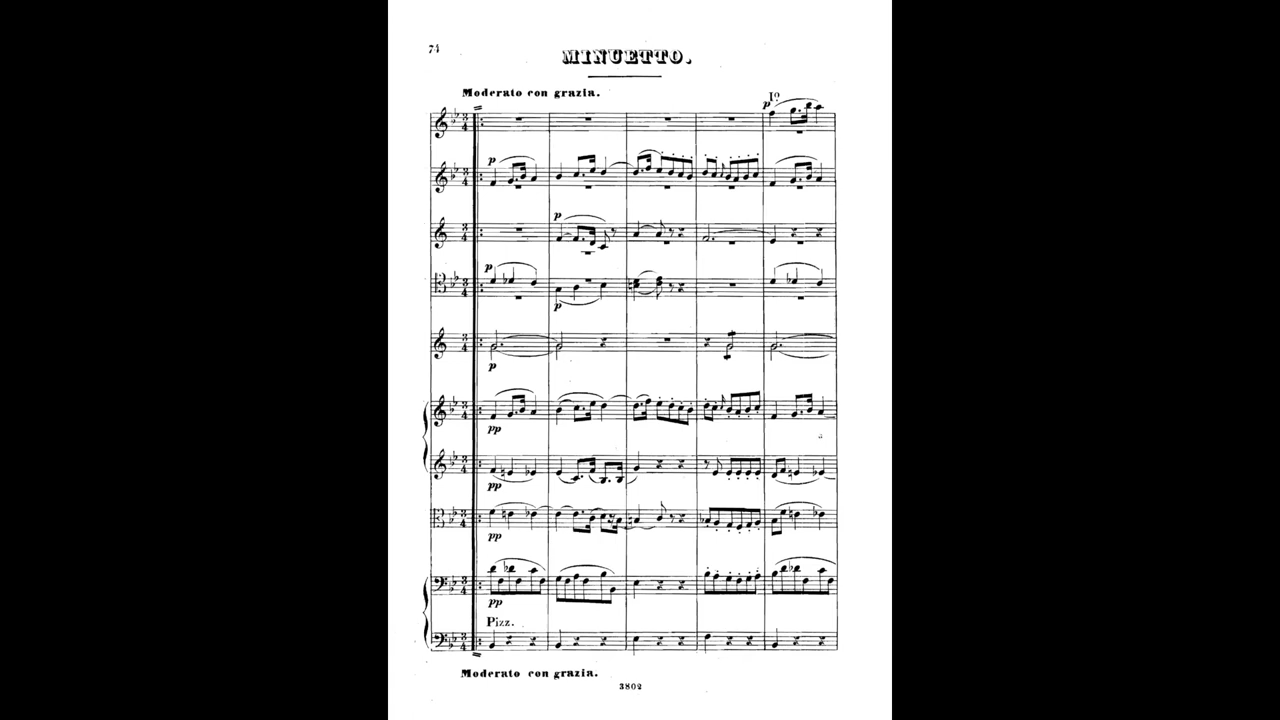 74
MINUETTO.
Moderato con grazia.
Iº
p
p
p
p
p
p
pp
pp
pp
pp
Pizz.
Moderato con grazia.
3802